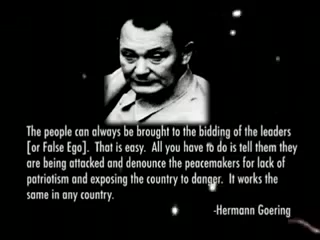 The people can always be brought to the bidding of the leaders
[or False Ego].  That is easy.  All you have to do is tell them they
are being attacked and denounce the peacemakers for lack of
patriotism and exposing the country to danger.  It works the
same in any country.
-Hermann Goering